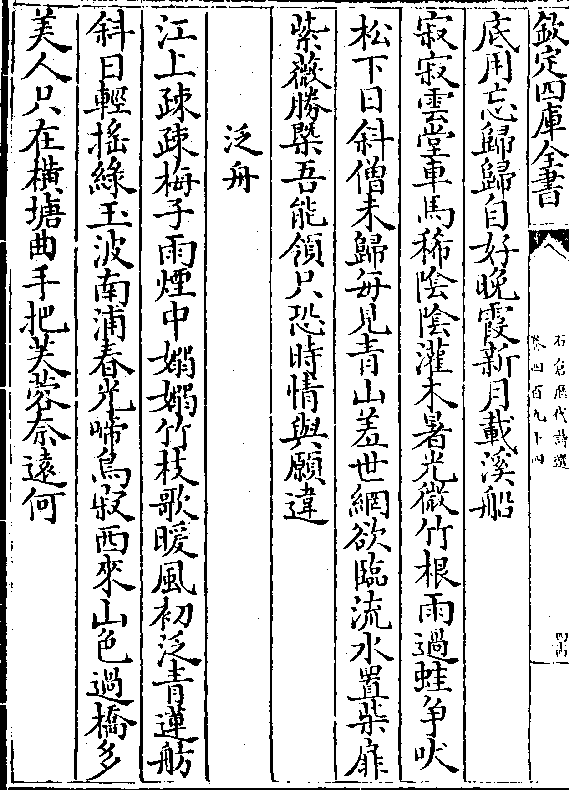 欽定四庫全書
石倉歷代詩選
卷四百九十四
底用忘歸歸自好晚霞新月載溪船
寂寂雲堂車馬稀陰陰灌木暑光微竹根雨過蛙爭吠
松下日斜僧未歸每見青山羞世網欲臨流水置柴扉
紫薇勝槩吾能領只恐時情與願違
泛舟
江上疎疎梅子雨煙中嫋嫋竹枝歌暖風初泛青蓮舫
斜日輕搖綠玉波南浦春光啼鳥寂西來山色過橋多
美人只在橫塘曲手把芙蓉奈遠何